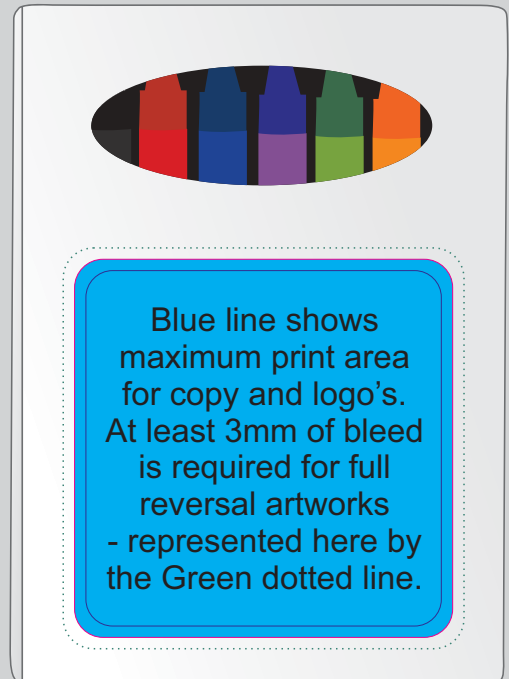 Blue line shows
maximum print area
for copy and logo’s.
At least 3mm of bleed
is required for full
reversal artworks
- represented here by
the Green dotted line.